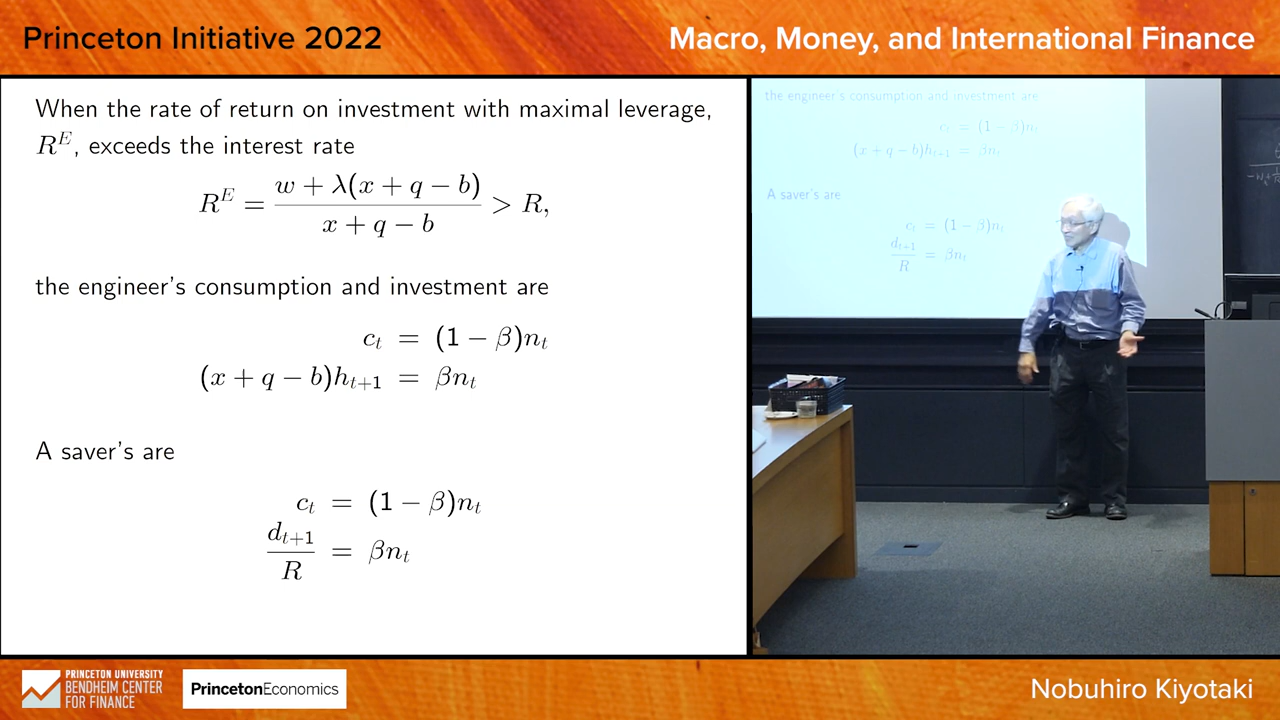 Princeton Initiative 2022
Macro, Money, and International Finance
When the rate of return on investment with maximal leverage,
R^E, exceeds the interest rate
R^E = \frac{w + λ(x + q − b)}{x + q − b} > R,
the engineer's consumption and investment are
c_t = (1 − β)n_t
(x + q − b)h_{t+1} = βn_t
A saver's are
c_t = (1 − β)n_t
\frac{d_{t+1}}{R} = βn_t
the engineer's consumption and investment are
c_t = (1 − β)n_t
(x + q − b)h_{t+1} = βn_t
A saver's are
c_t = (1 − β)n_t
\frac{d_{t+1}}{R} = βn_t
PRINCETON UNIVERSITY
BENDHEIM CENTER
FOR FINANCE
PrincetonEconomics
Nobuhiro Kiyotaki